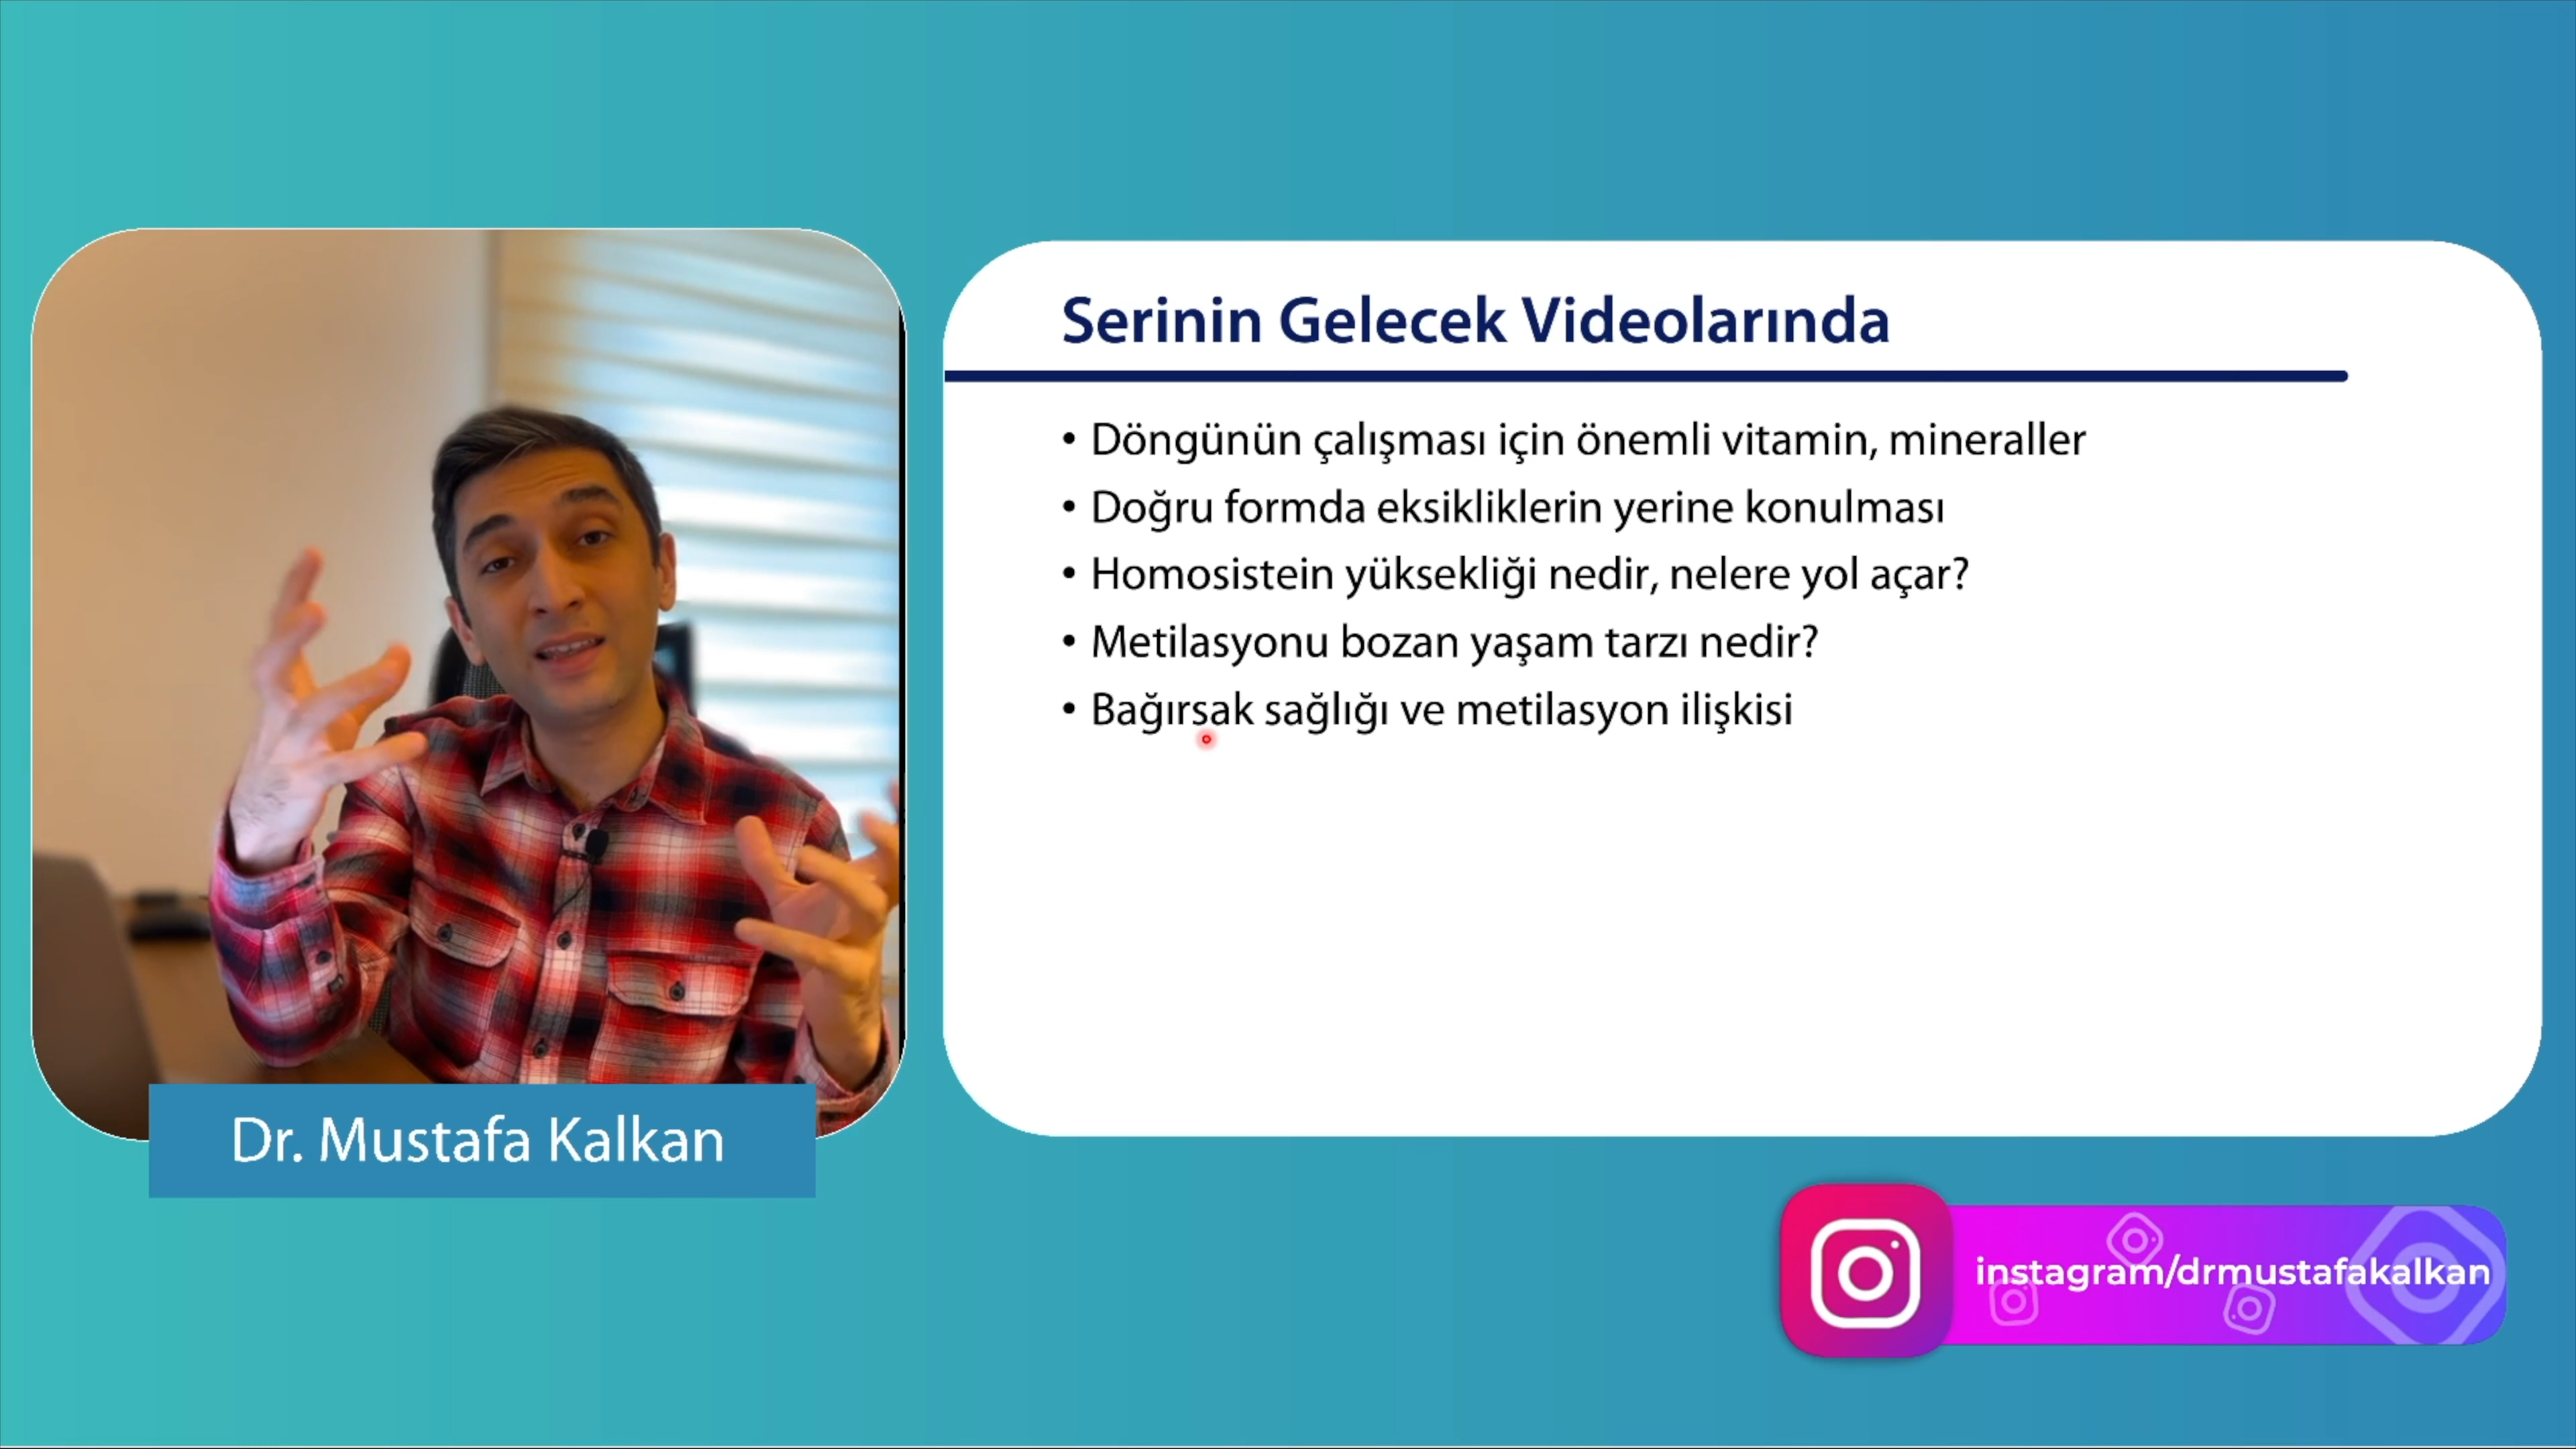 Serinin Gelecek Videolarında
• Döngünün çalışması için önemli vitamin, mineraller
• Doğru formda eksikliklerin yerine konulması
• Homosistein yüksekliği nedir, nelere yol açar?
• Metilasyonu bozan yaşam tarzı nedir?
• Bağırsak sağlığı ve metilasyon ilişkisi
Dr. Mustafa Kalkan
instagram/drmustafakalkan